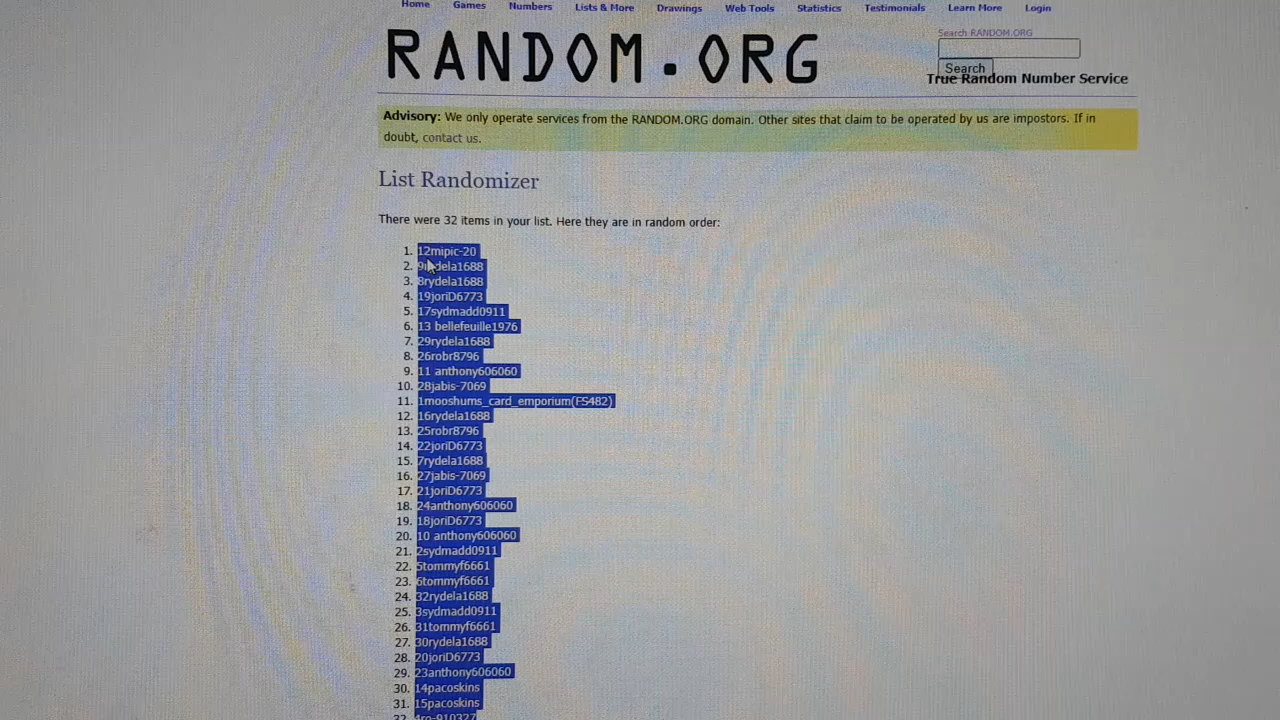 Home Games Numbers Lists & More Drawings Web Tools Statistics Testimonials Learn More Login
RANDOM.ORG
Search RANDOM.ORG
Search
True Random Number Service
Advisory: We only operate services from the RANDOM.ORG domain. Other sites that claim to be operated by us are impostors. If in
doubt, contact us.
List Randomizer
There were 32 items in your list. Here they are in random order:
1. 12mipic-20
2. 9rydela1688
3. 8rydela1688
4. 19joriD6773
5. 17sydmadd0911
6. 13 bellefeuille1976
7. 29rydela1688
8. 26robr8796
9. 11 anthony606060
10. 28jabis-7069
11. 1mooshums_card_emporium(FS482)
12. 16rydela1688
13. 25robr8796
14. 22joriD6773
15. 7rydela1688
16. 27jabis-7069
17. 21joriD6773
18. 24anthony606060
19. 18joriD6773
20. 10 anthony606060
21. 2sydmadd0911
22. 5tommyf6661
23. 6tommyf6661
24. 32rydela1688
25. 3sydmadd0911
26. 31tommyf6661
27. 30rydela1688
28. 20joriD6773
29. 23anthony606060
30. 14pacoskins
31. 15pacoskins
32. 4ro-910327